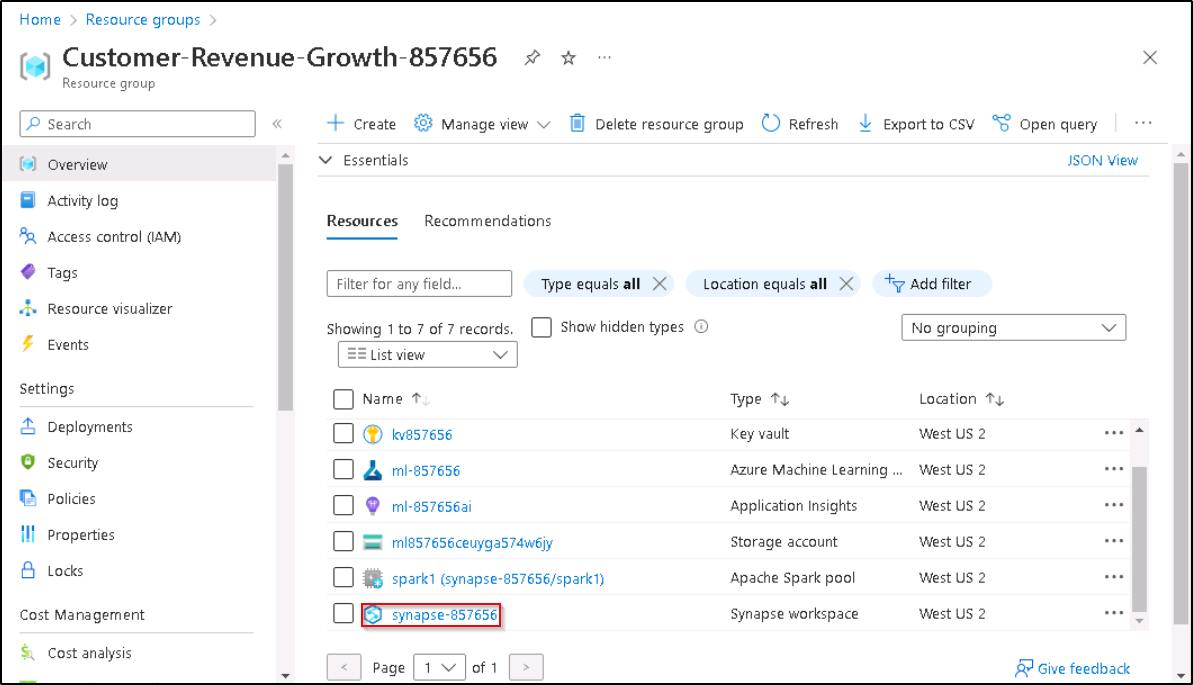 Home > Resource groups >
Customer-Revenue-Growth-857656
Resource group
Search
Overview
Activity log
Access control (IAM)
Tags
Resource visualizer
Events
Settings
Deployments
Security
Policies
Properties
Locks
Cost Management
Cost analysis
Create Manage view Delete resource group Refresh Export to CSV Open query
Essentials JSON View
Resources Recommendations
Filter for any field... Type equals all Location equals all Add filter
Showing 1 to 7 of 7 records. Show hidden types No grouping
List view
Name Type Location
kv857656 Key vault West US 2
ml-857656 Azure Machine Learning ... West US 2
ml-857656ai Application Insights West US 2
ml857656ceuyga574w6jy Storage account West US 2
spark1 (synapse-857656/spark1) Apache Spark pool West US 2
synapse-857656 Synapse workspace West US 2
< Page 1 of 1 >
Give feedback